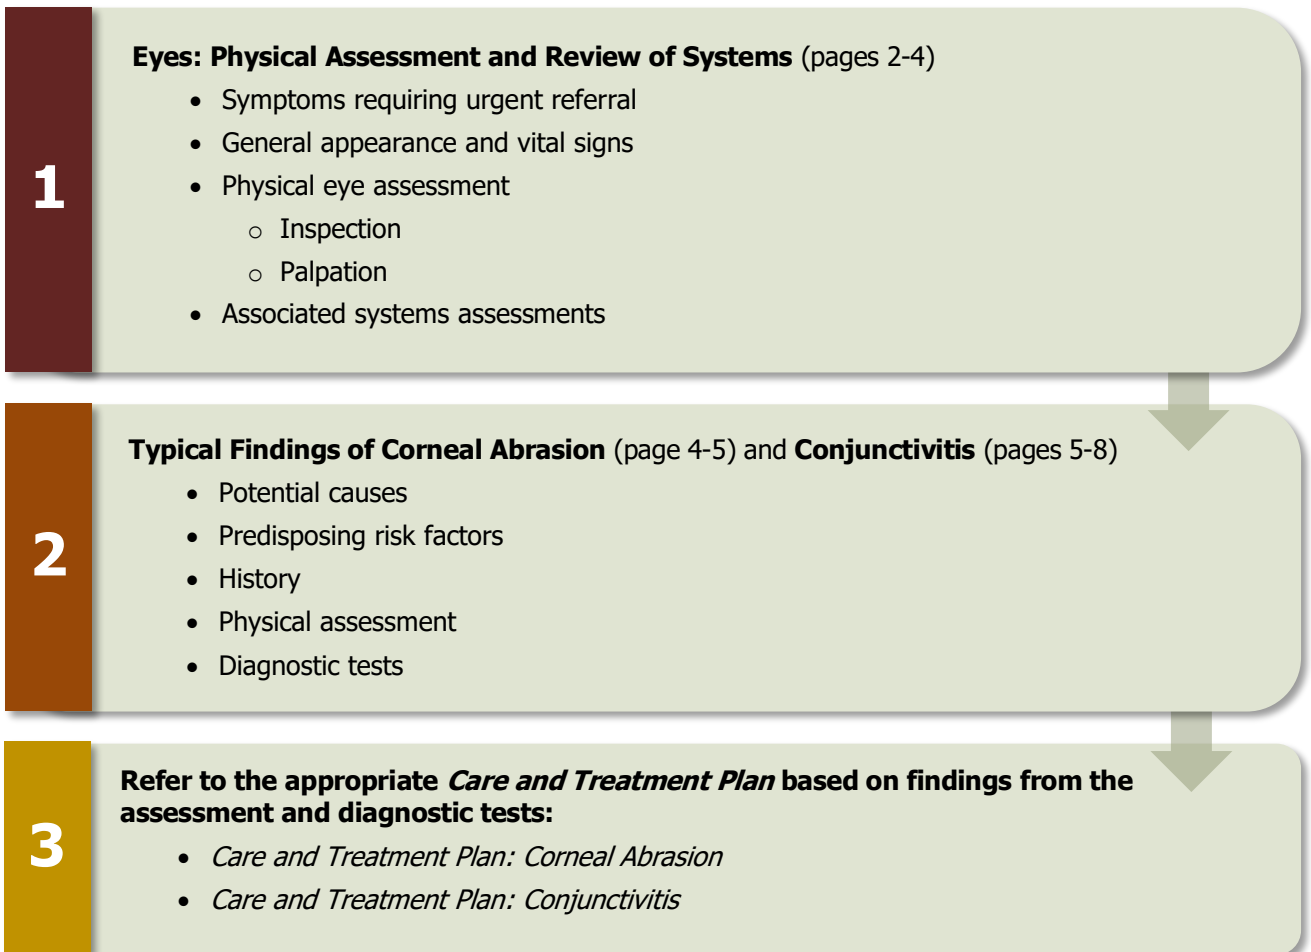 1
Eyes: Physical Assessment and Review of Systems (pages 2-4)
• Symptoms requiring urgent referral
• General appearance and vital signs
• Physical eye assessment
o Inspection
o Palpation
• Associated systems assessments
2
Typical Findings of Corneal Abrasion (page 4-5) and Conjunctivitis (pages 5-8)
• Potential causes
• Predisposing risk factors
• History
• Physical assessment
• Diagnostic tests
3
Refer to the appropriate Care and Treatment Plan based on findings from the
assessment and diagnostic tests:
• Care and Treatment Plan: Corneal Abrasion
• Care and Treatment Plan: Conjunctivitis